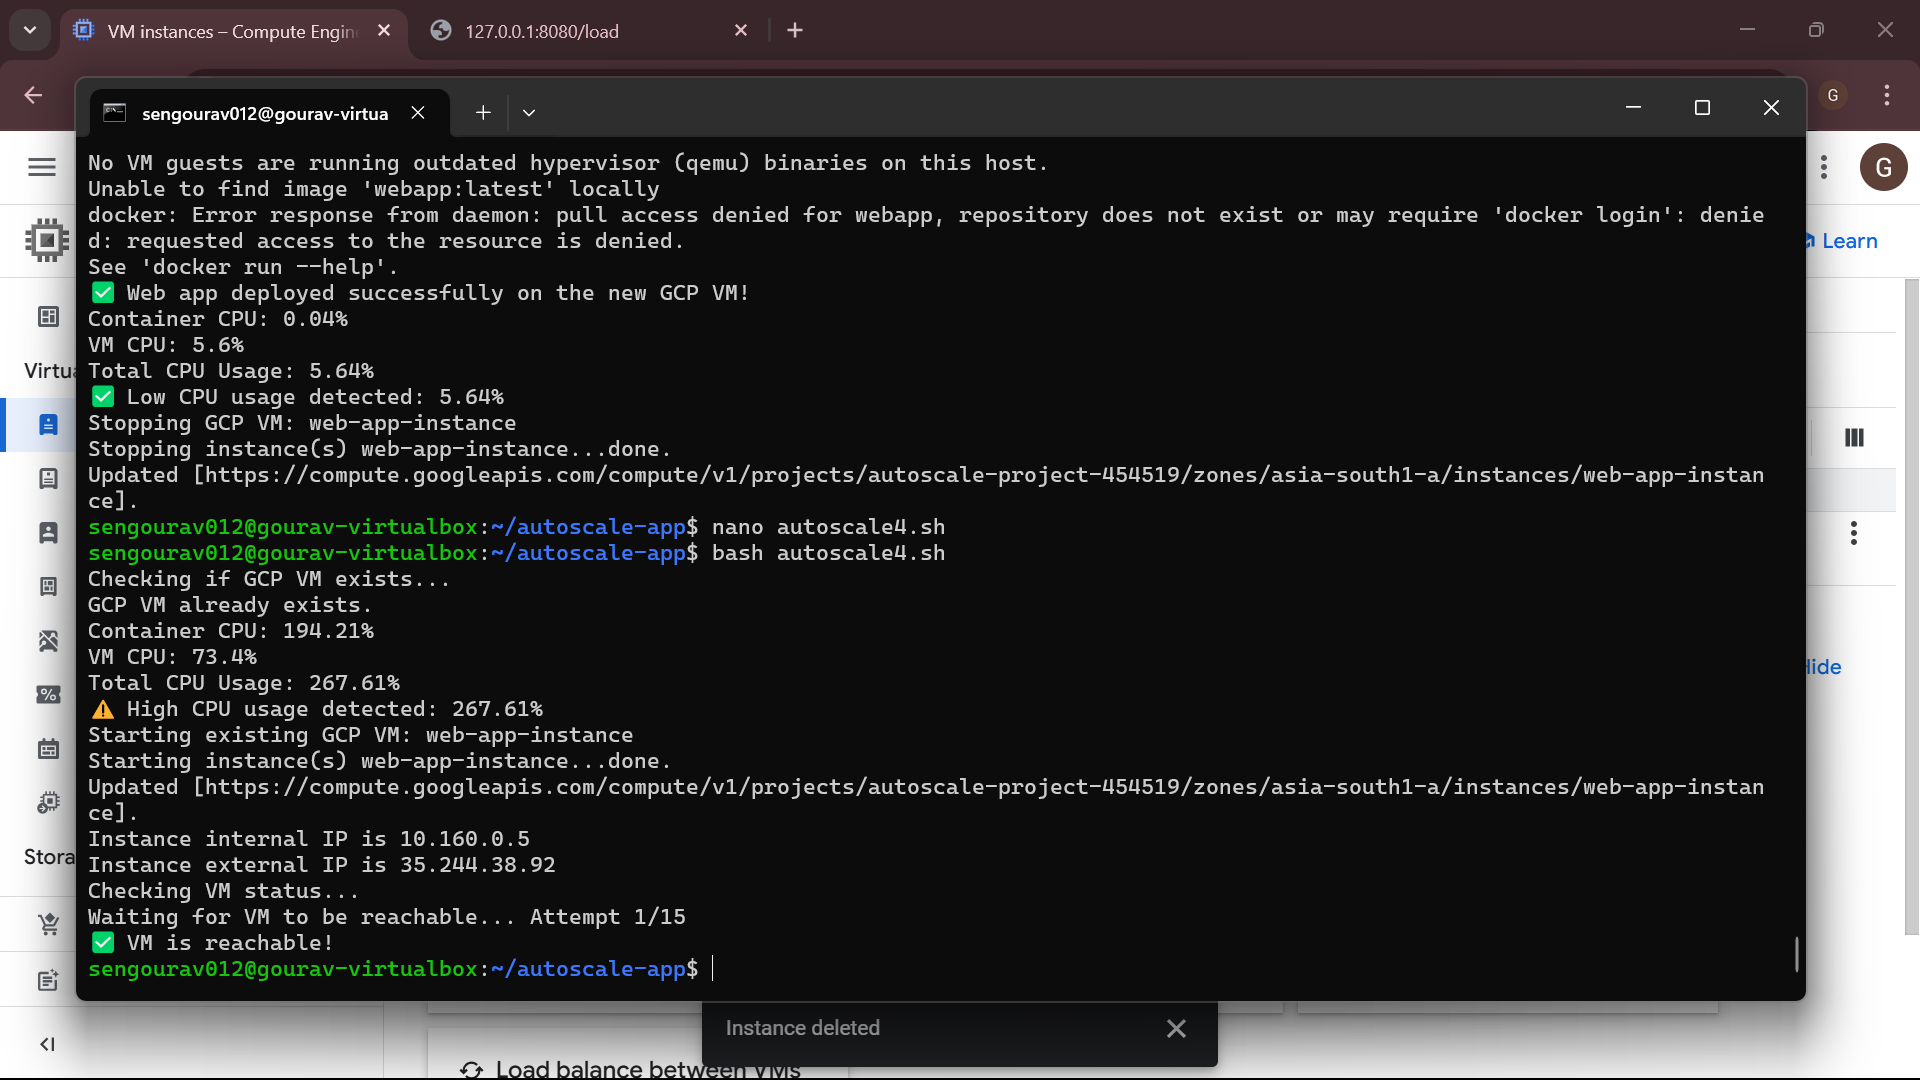 VM instances – Compute Engin
127.0.0.1:8080/load
sengourav012@gourav-virtua
G
G
Learn
No VM guests are running outdated hypervisor (qemu) binaries on this host.
Unable to find image 'webapp:latest' locally
docker: Error response from daemon: pull access denied for webapp, repository does not exist or may require 'docker login': denie
d: requested access to the resource is denied.
See 'docker run --help'.
✅ Web app deployed successfully on the new GCP VM!
Container CPU: 0.04%
VM CPU: 5.6%
Total CPU Usage: 5.64%
✅ Low CPU usage detected: 5.64%
Stopping GCP VM: web-app-instance
Stopping instance(s) web-app-instance...done.
Updated [https://compute.googleapis.com/compute/v1/projects/autoscale-project-454519/zones/asia-south1-a/instances/web-app-instan
ce].
sengourav012@gourav-virtualbox:~/autoscale-app$ nano autoscale4.sh
sengourav012@gourav-virtualbox:~/autoscale-app$ bash autoscale4.sh
Checking if GCP VM exists...
GCP VM already exists.
Container CPU: 194.21%
VM CPU: 73.4%
Total CPU Usage: 267.61%
⚠️ High CPU usage detected: 267.61%
Starting existing GCP VM: web-app-instance
Starting instance(s) web-app-instance...done.
Updated [https://compute.googleapis.com/compute/v1/projects/autoscale-project-454519/zones/asia-south1-a/instances/web-app-instan
ce].
Instance internal IP is 10.160.0.5
Instance external IP is 35.244.38.92
Checking VM status...
Waiting for VM to be reachable... Attempt 1/15
✅ VM is reachable!
sengourav012@gourav-virtualbox:~/autoscale-app$
Virtu
Stora
Hide
Instance deleted
Load balance between VMs